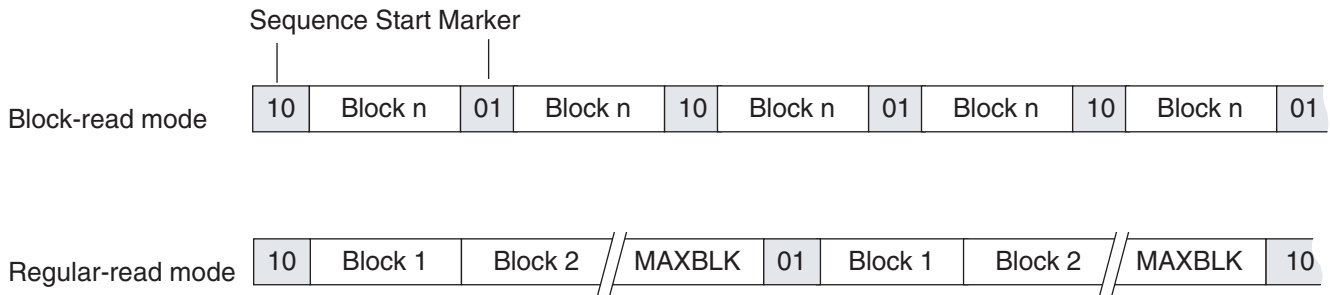 Sequence Start Marker
Block-read mode 10 Block n 01 Block n 10 Block n 01 Block n 10 Block n 01
Regular-read mode 10 Block 1 Block 2 MAXBLK 01 Block 1 Block 2 MAXBLK 10